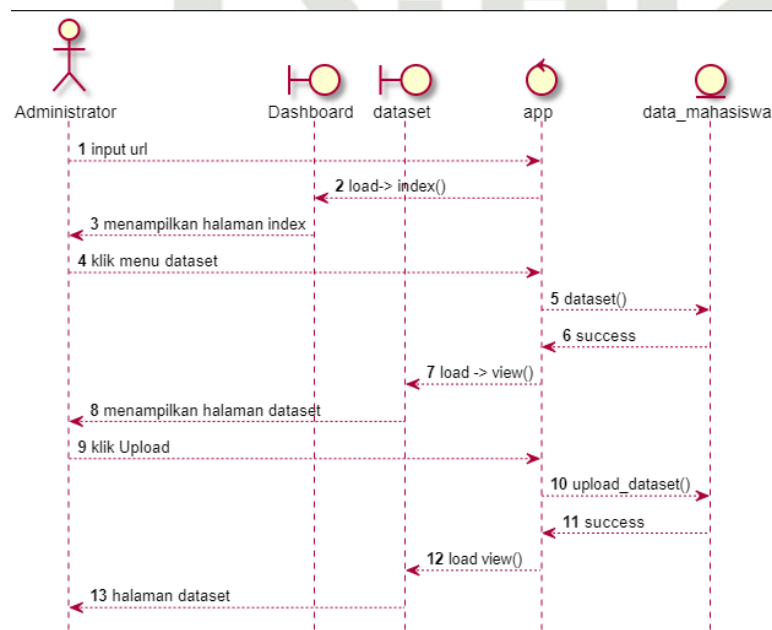 Administrator
Dashboard
dataset
app
data_mahasiswa
1 input url
2 load-> index()
3 menampilkan halaman index
4 klik menu dataset
5 dataset()
6 success
7 load -> view()
8 menampilkan halaman dataset
9 klik Upload
10 upload_dataset()
11 success
12 load view()
13 halaman dataset